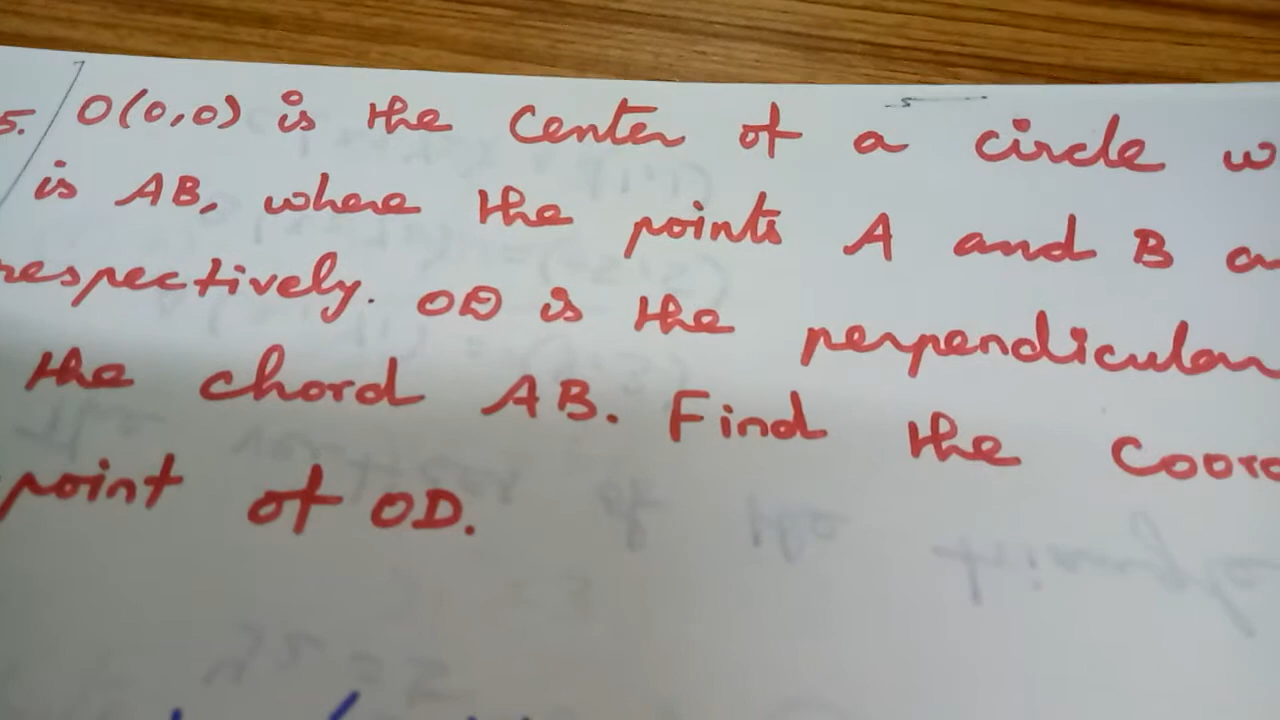 5. O(0,0) is the center of a circle
is AB, where the points A and B
respectively. OD is the perpendicular
the chord AB. Find the
point of OD.